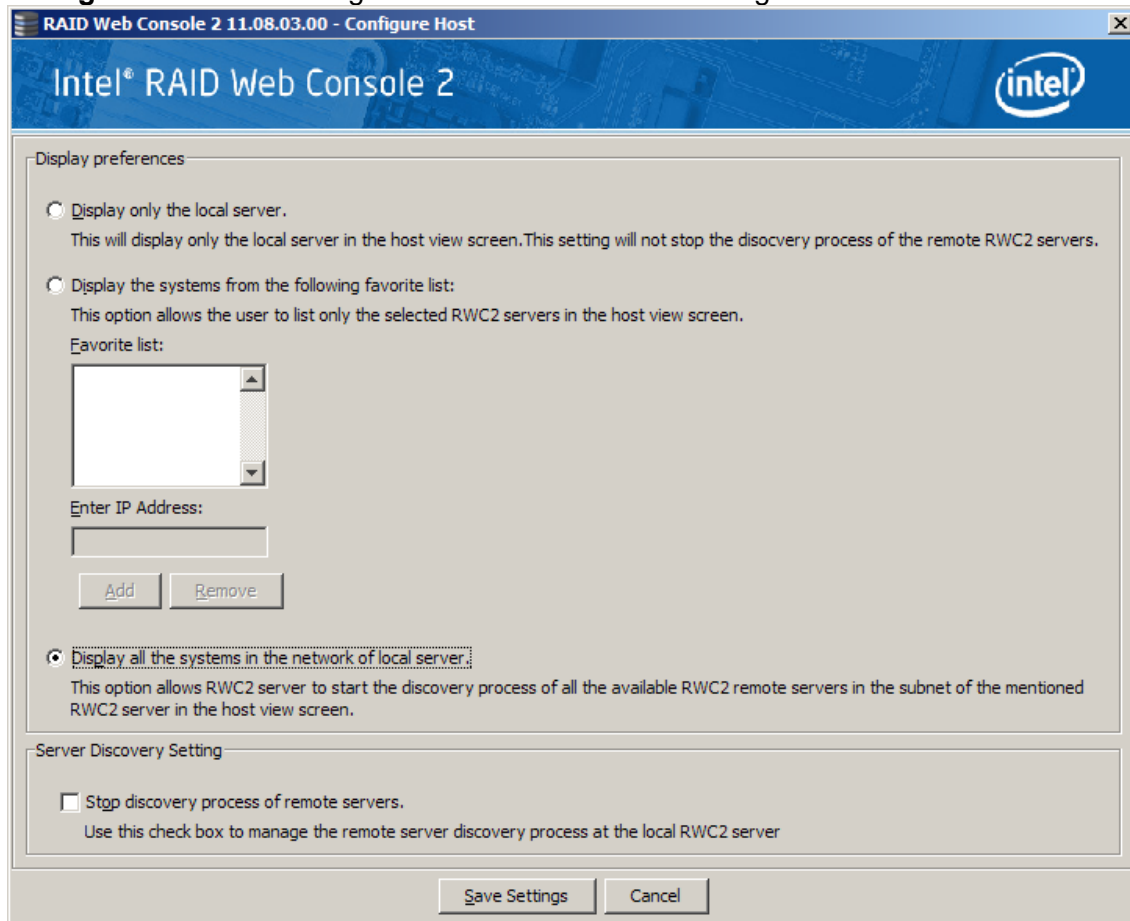 RAID Web Console 2 11.08.03.00 - Configure Host
Intel® RAID Web Console 2
intel
Display preferences
Display only the local server.
This will display only the local server in the host view screen.This setting will not stop the disocvery process of the remote RWC2 servers.
Display the systems from the following favorite list:
This option allows the user to list only the selected RWC2 servers in the host view screen.
Favorite list:
Enter IP Address:
Add Remove
Display all the systems in the network of local server.
This option allows RWC2 server to start the discovery process of all the available RWC2 remote servers in the subnet of the mentioned
RWC2 server in the host view screen.
Server Discovery Setting
Stop discovery process of remote servers.
Use this check box to manage the remote server discovery process at the local RWC2 server
Save Settings Cancel